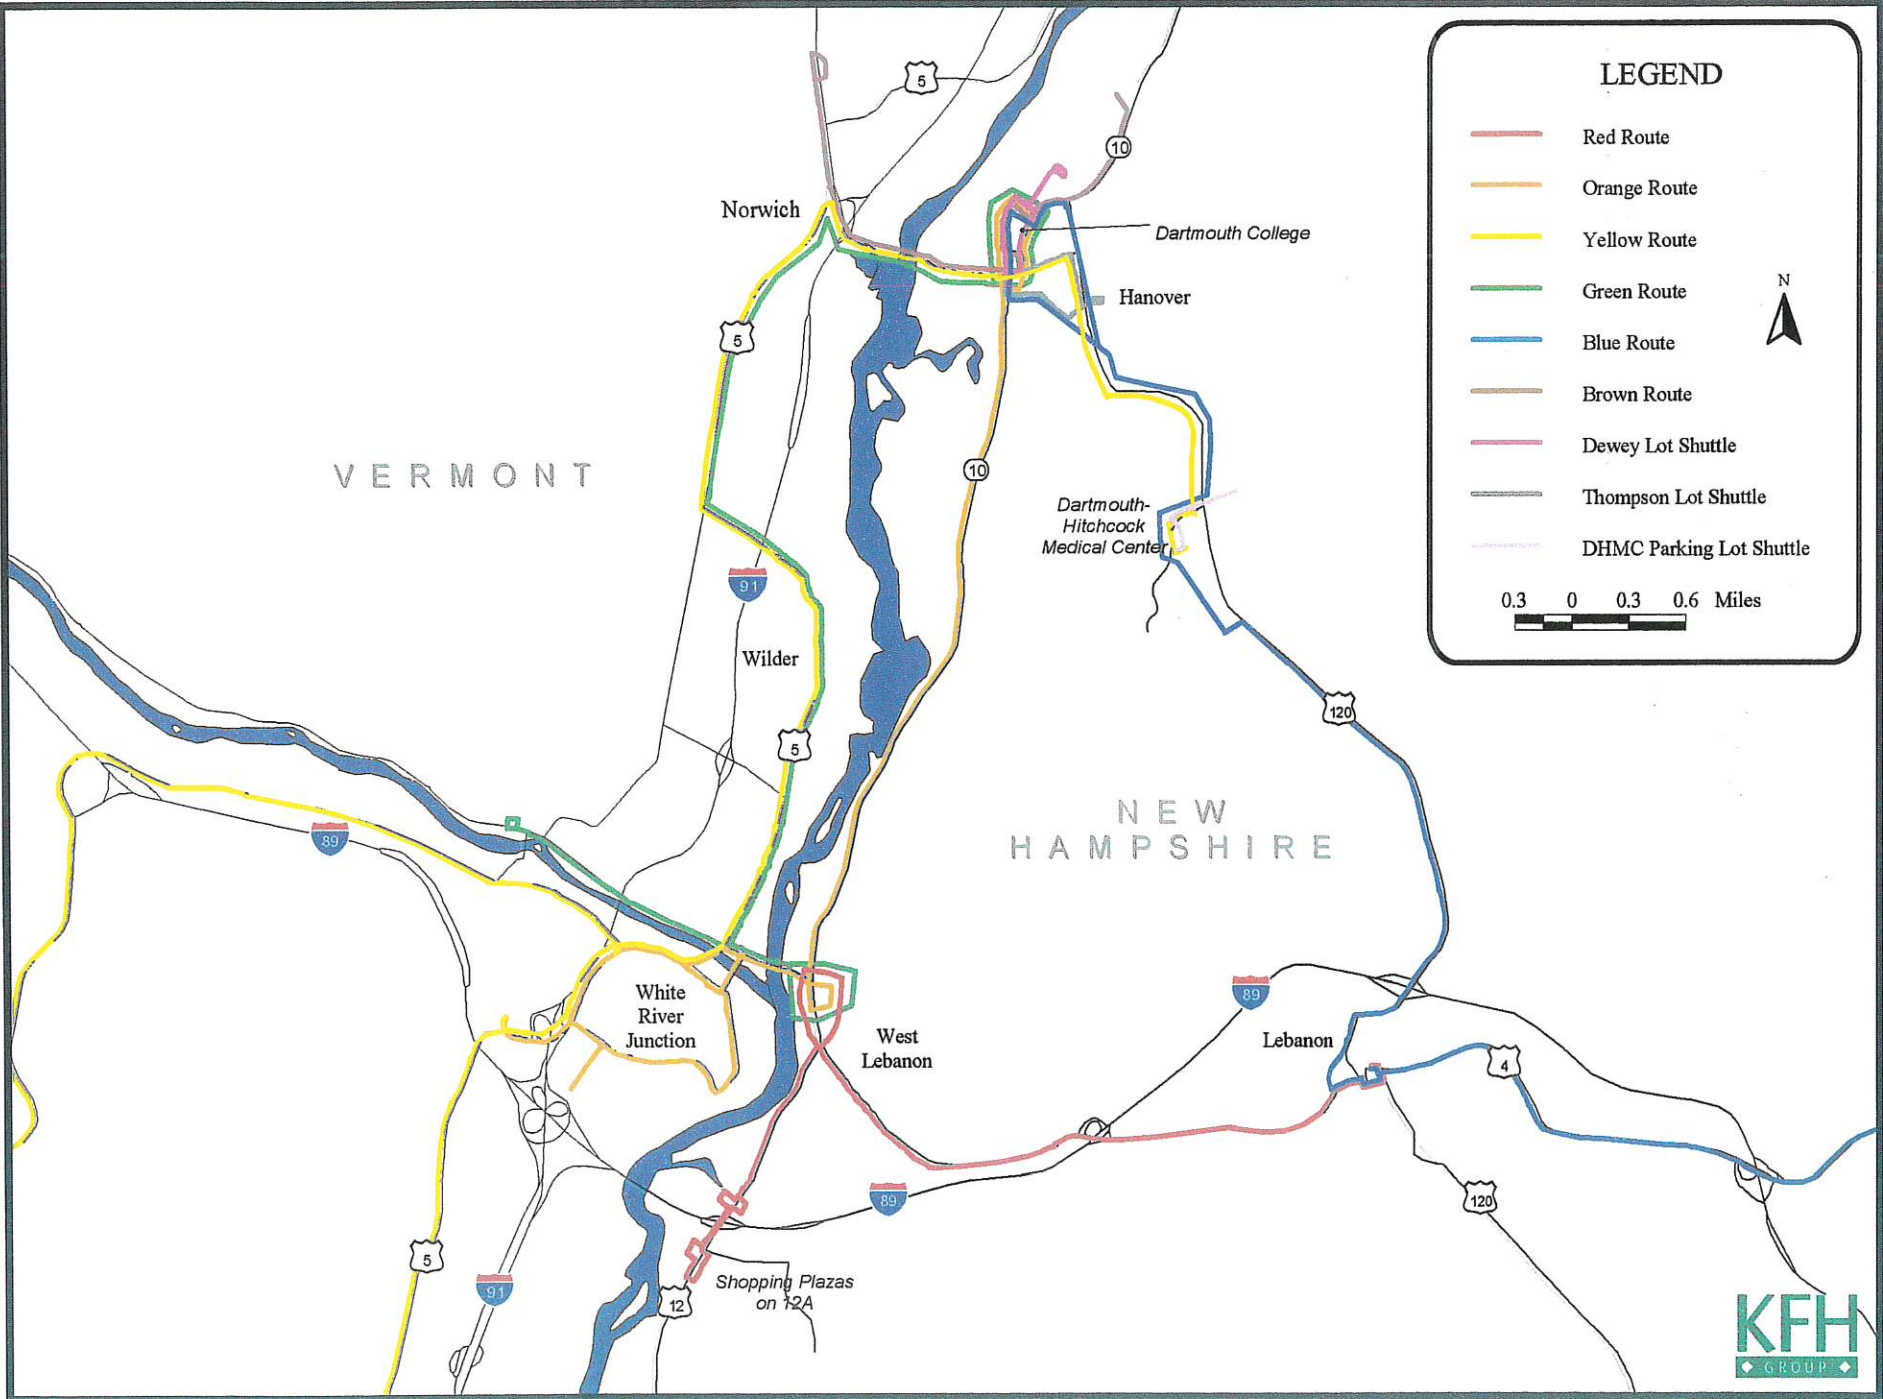 LEGEND
Red Route
Orange Route
Yellow Route
Green Route
Blue Route
Brown Route
Dewey Lot Shuttle
Thompson Lot Shuttle
DHMC Parking Lot Shuttle
0.3 0 0.3 0.6 Miles
N
5
10
Norwich
Dartmouth College
Hanover
5
VERMONT
10
Dartmouth-
Hitchcock
Medical Center
91
Wilder
120
5
NEW
HAMPSHIRE
89
White
River
Junction
West
Lebanon
89
Lebanon
4
89
120
5
91
Shopping Plazas
on 12A
12
KFH
GROUP